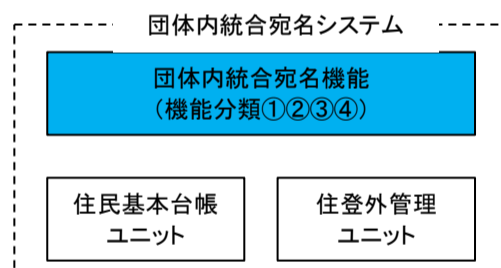 団体内統合宛名システム
団体内統合宛名機能
（機能分類①②③④）
住民基本台帳
ユニット
住登外管理
ユニット